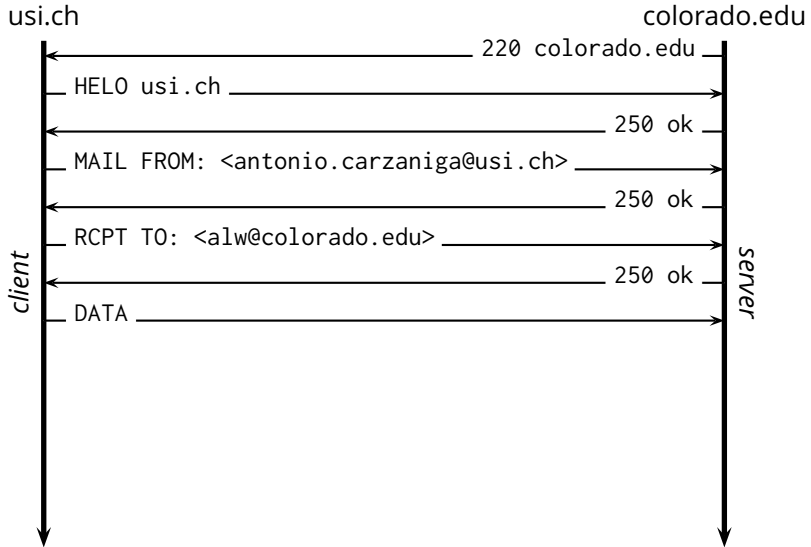 usi.ch
colorado.edu
220 colorado.edu
HELO usi.ch
250 ok
MAIL FROM: <antonio.carzaniga@usi.ch>
250 ok
RCPT TO: <alw@colorado.edu>
250 ok
DATA
client
server